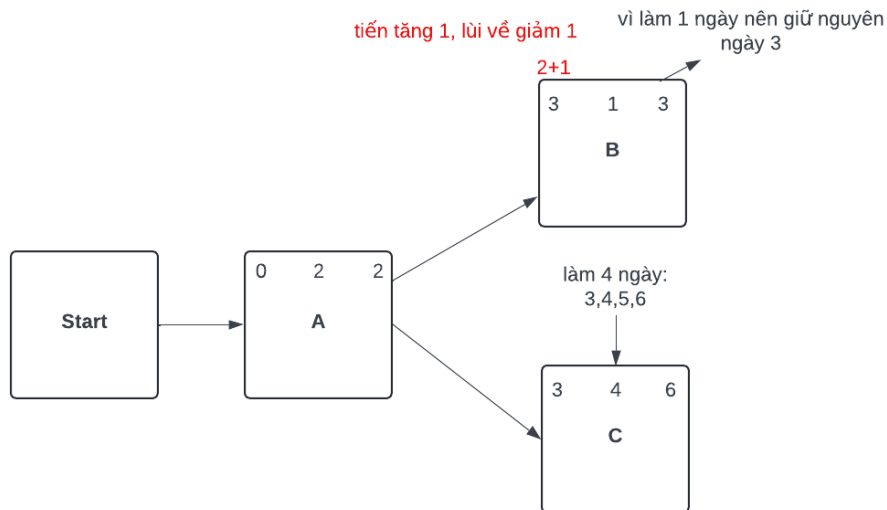 tiến tăng 1, lùi về giảm 1
vì làm 1 ngày nên giữ nguyên
ngày 3
2+1
3 1 3
B
Start
0 2 2
A
làm 4 ngày:
3,4,5,6
3 4 6
C